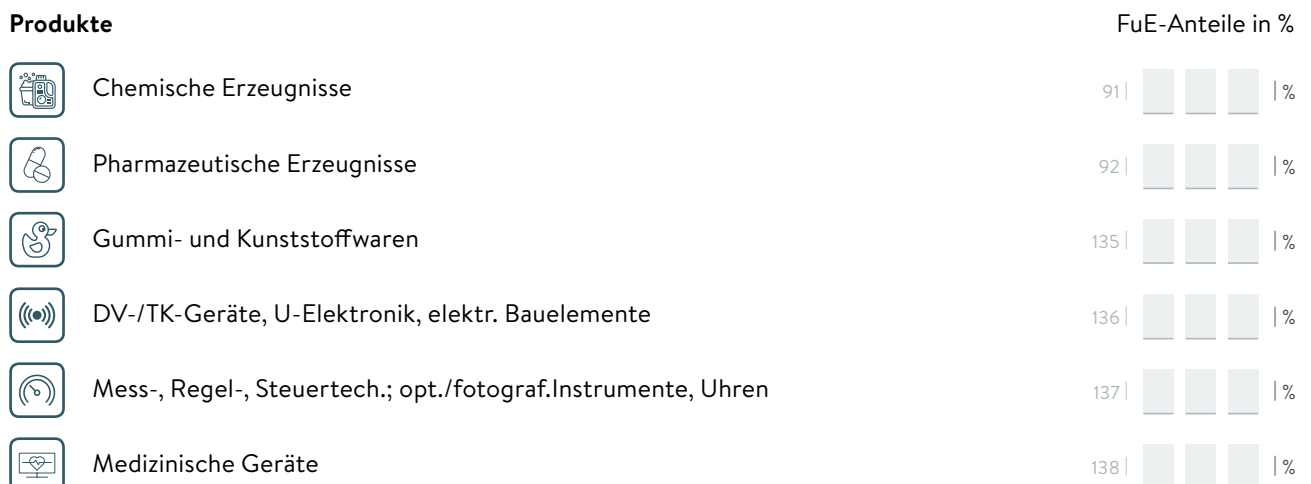 Produkte FuE-Anteile in %
Chemische Erzeugnisse 91 | | %
Pharmazeutische Erzeugnisse 92 | | %
Gummi- und Kunststoffwaren 135 | | %
DV-/TK-Geräte, U-Elektronik, elektr. Bauelemente 136 | | %
Mess-, Regel-, Steuertech.; opt./fotograf.Instrumente, Uhren 137 | | %
Medizinische Geräte 138 | | %